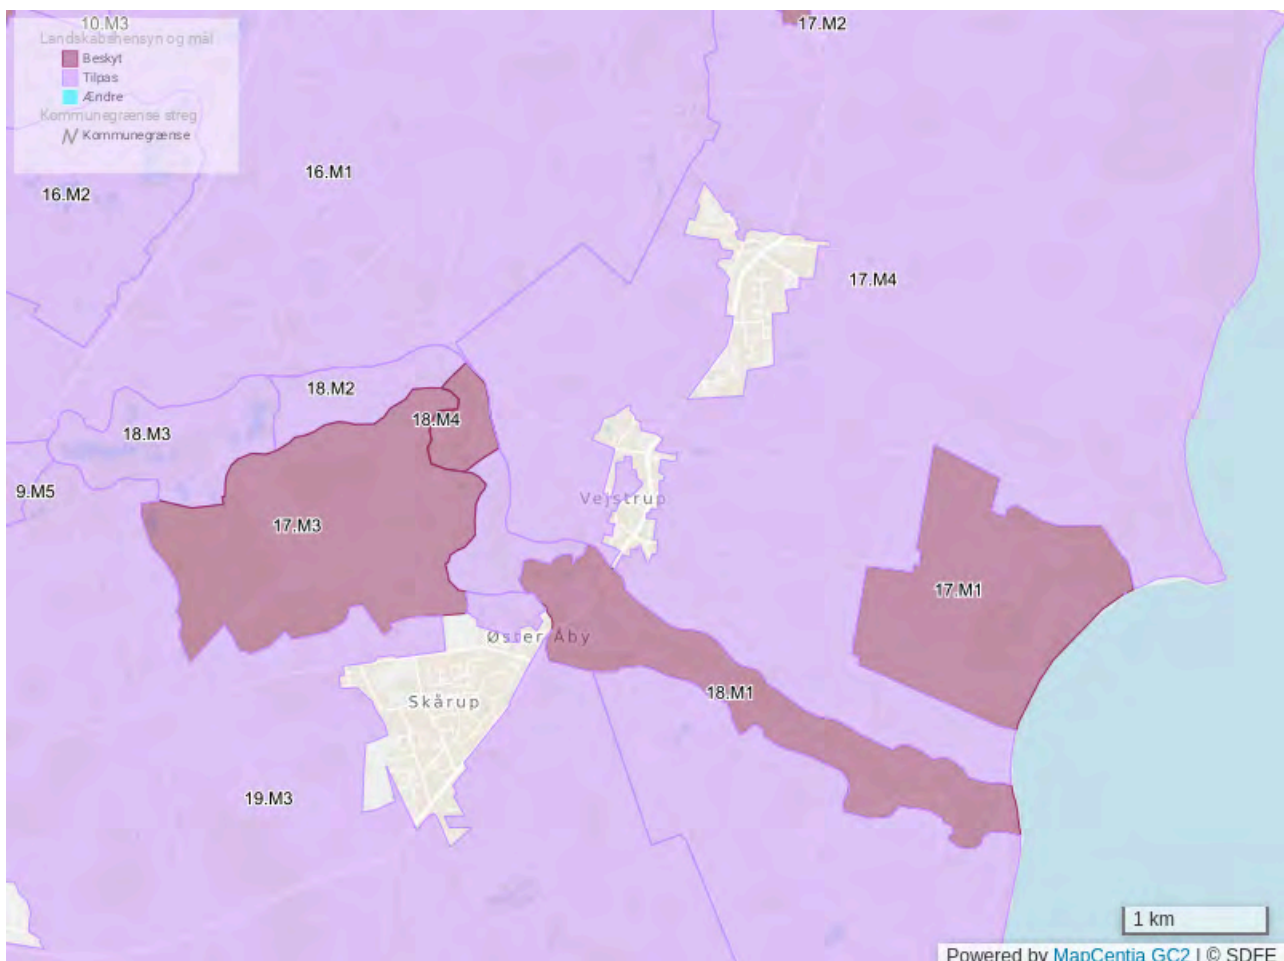 10.M3
17.M2
Landskabshensyn og mål
Beskyt
Tilpas
Ændre
Kommunegrænse streg
Kommunegrænse
16.M1
16.M2
17.M4
18.M2
18.M4
18.M3
9.M5
Vejstrup
17.M3
17.M1
Øster Åby
18.M1
Skårup
19.M3
1 km
Powered by MapCentia GC2 | © SDFE